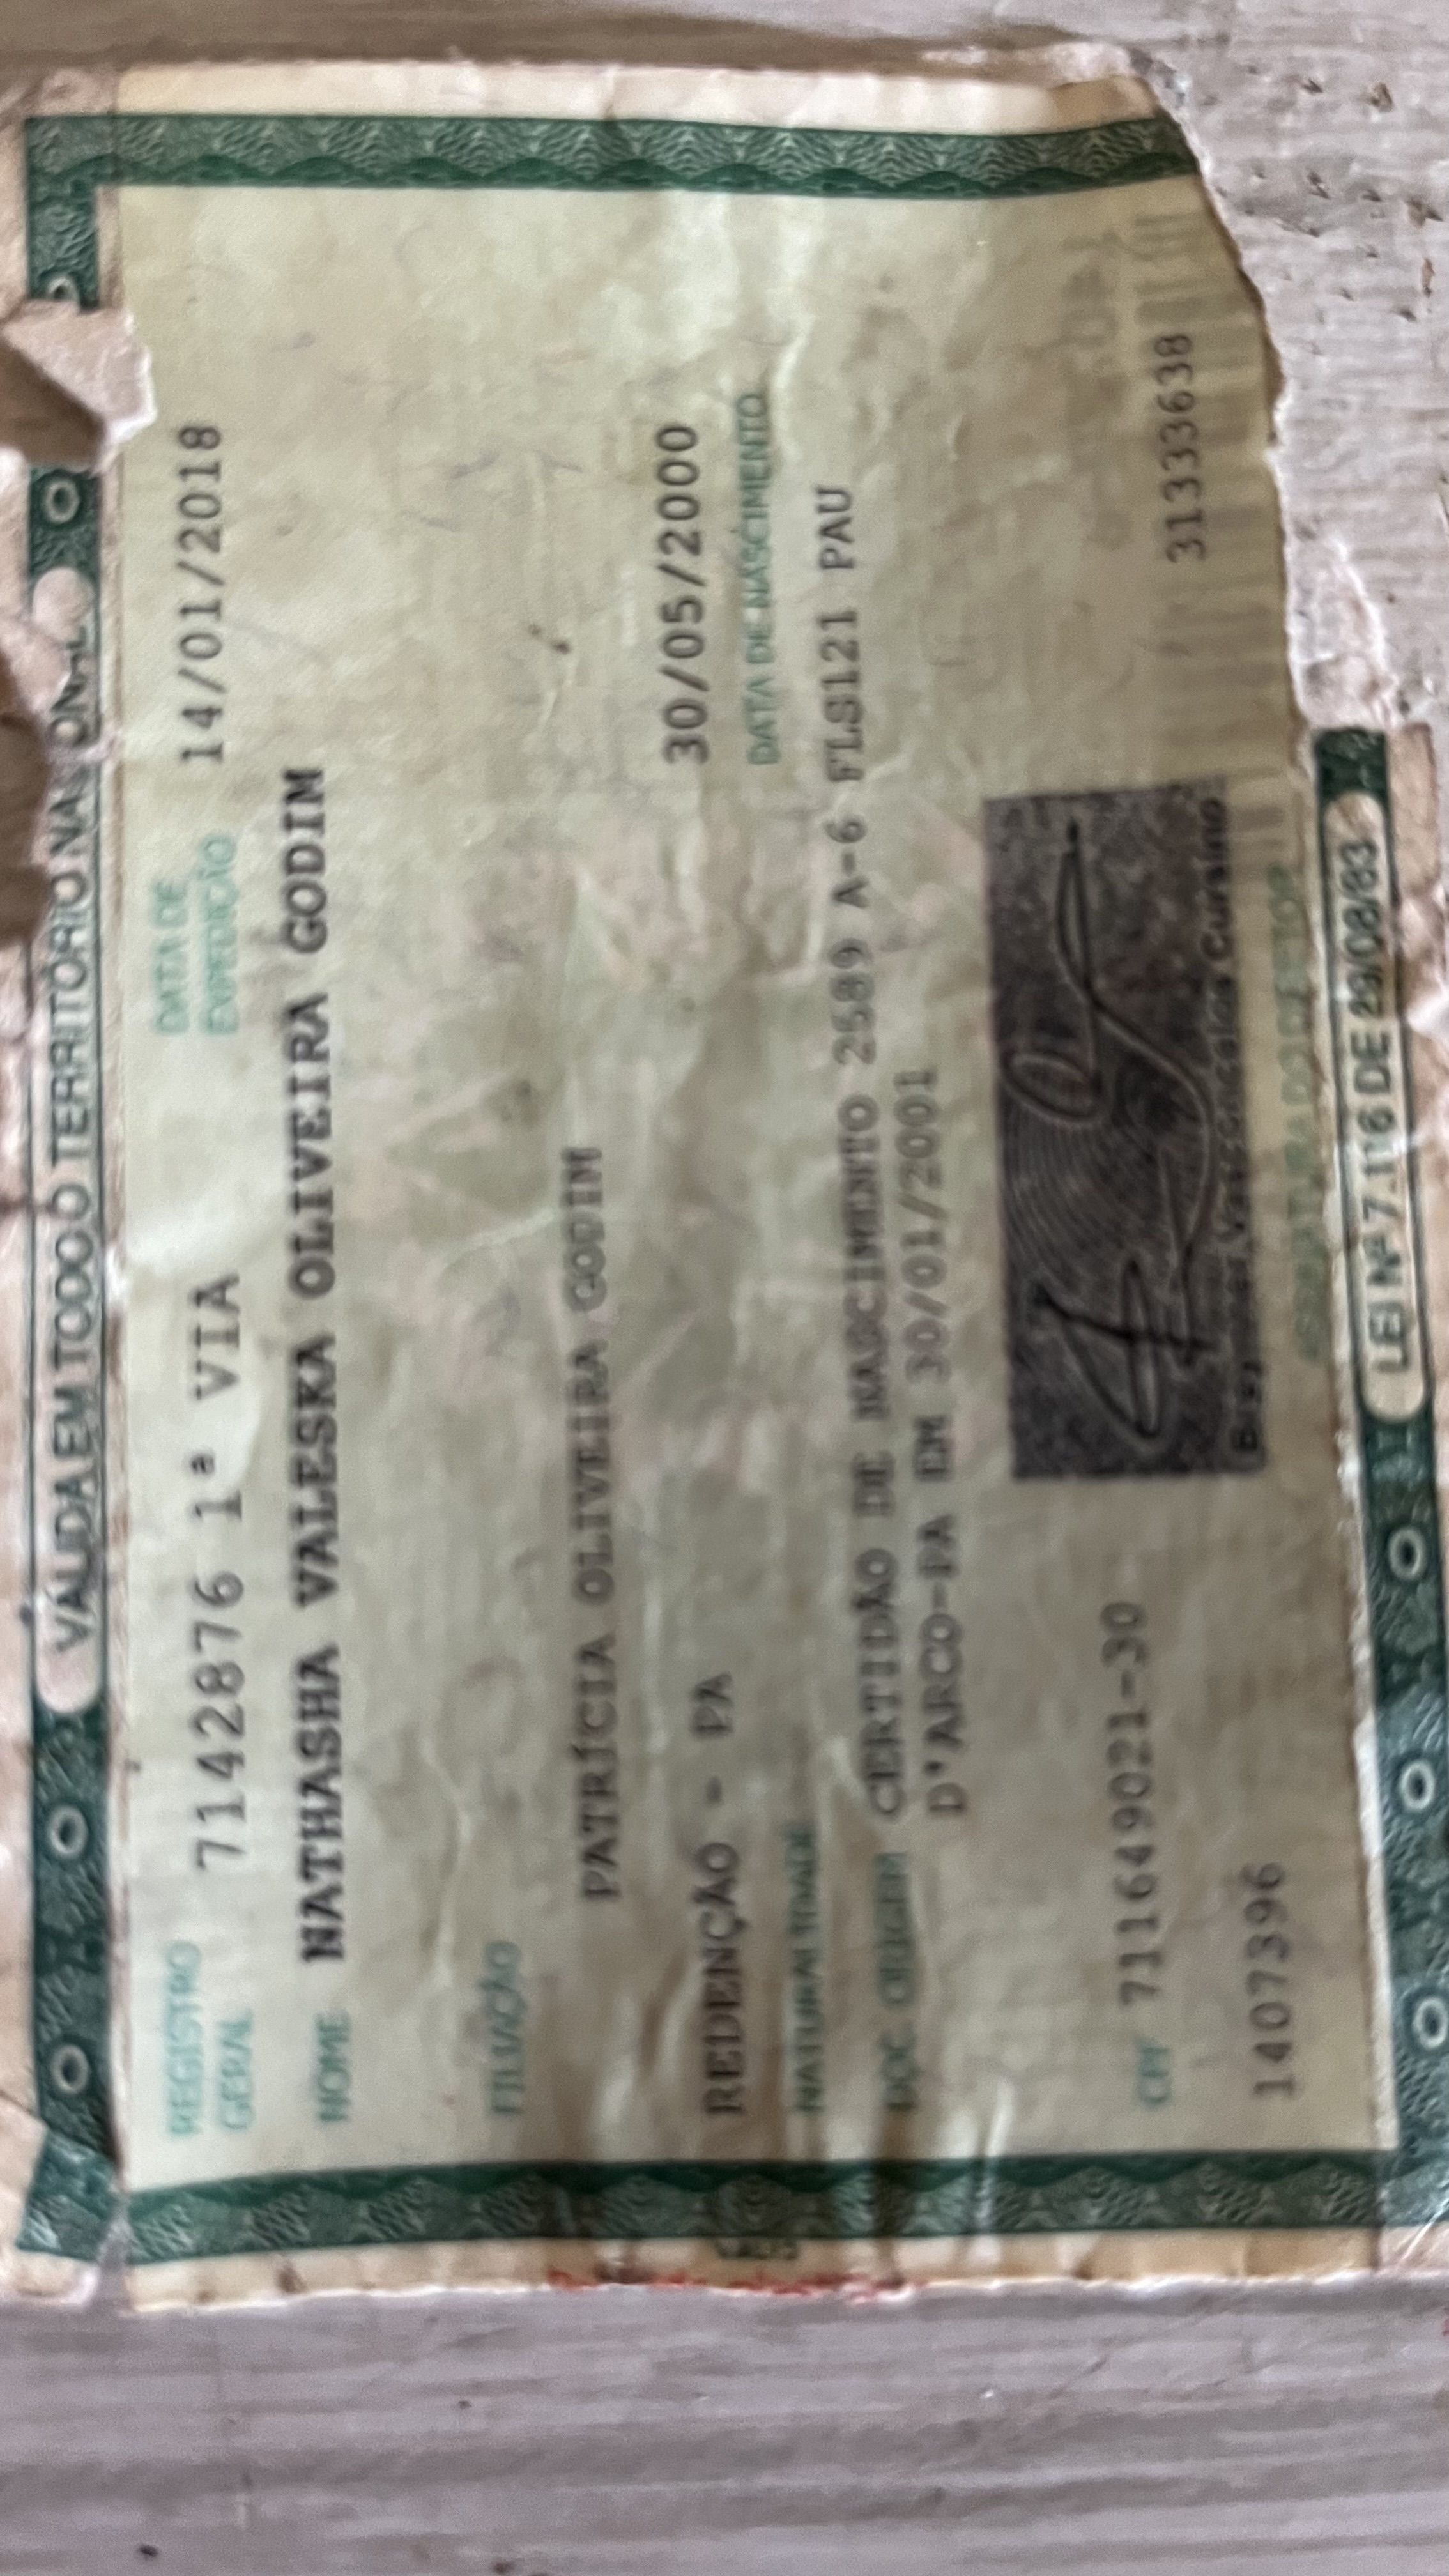 VÁLIDA EM TODO O TERRITÓRIO NACIONAL
REGISTRO GERAL 7142876 1ª VIA DATA DE EXPEDIÇÃO 14/01/2018
NOME NATHASHA VALESKA OLIVEIRA GODIM
FILIAÇÃO
PATRÍCIA OLIVEIRA GODIM
REDENÇÃO - PA 30/05/2000
NATURALIDADE DATA DE NASCIMENTO
DOC ORIGEM CERTIDÃO DE NASCIMENTO 2589 A-6 FLS121 PAU
D'ARCO-PA EM 30/01/2001
CPF 711649021-30
31333638
1407396
ASSINATURA DO DIRETOR
LEI Nº 7.116 DE 29/08/83